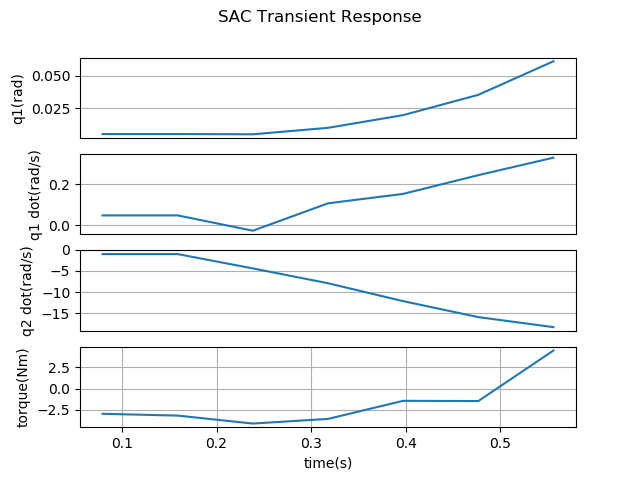 SAC Transient Response
q1(rad)
0.050
0.025
q1 dot(rad/s)
0.2
0.0
q2 dot(rad/s)
0
−5
−10
−15
torque(Nm)
2.5
0.0
−2.5
0.1 0.2 0.3 0.4 0.5
time(s)